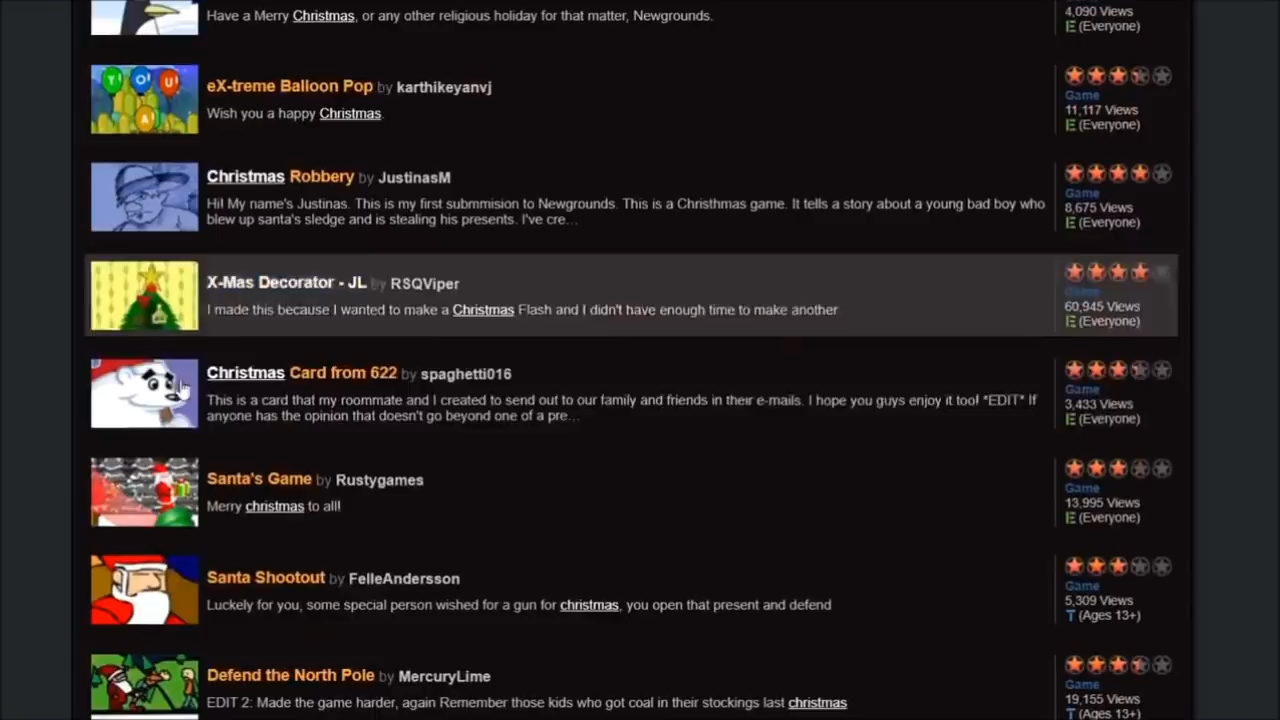 Have a Merry Christmas, or any other religious holiday for that matter, Newgrounds.
4,090 Views
E (Everyone)
T O U
A
eX-treme Balloon Pop by karthikeyanvj
Wish you a happy Christmas.
Game
11,117 Views
E (Everyone)
Christmas Robbery by JustinasM
Hi! My name's Justinas. This is my first submmision to Newgrounds. This is a Christhmas game. It tells a story about a young bad boy who
blew up santa's sledge and is stealing his presents. I've cre...
Game
8,675 Views
E (Everyone)
X-Mas Decorator - JL by RSQViper
I made this because I wanted to make a Christmas Flash and I didn't have enough time to make another
Game
60,945 Views
E (Everyone)
Christmas Card from 622 by spaghetti016
This is a card that my roommate and I created to send out to our family and friends in their e-mails. I hope you guys enjoy it too! *EDIT* If
anyone has the opinion that doesn't go beyond one of a pre...
Game
3,433 Views
E (Everyone)
Santa's Game by Rustygames
Merry christmas to all!
Game
13,995 Views
E (Everyone)
Santa Shootout by FelleAndersson
Luckely for you, some special person wished for a gun for christmas, you open that present and defend
Game
5,309 Views
T (Ages 13+)
Defend the North Pole by MercuryLime
EDIT 2: Made the game harder, again Remember those kids who got coal in their stockings last christmas
Game
19,155 Views
T (Ages 13+)